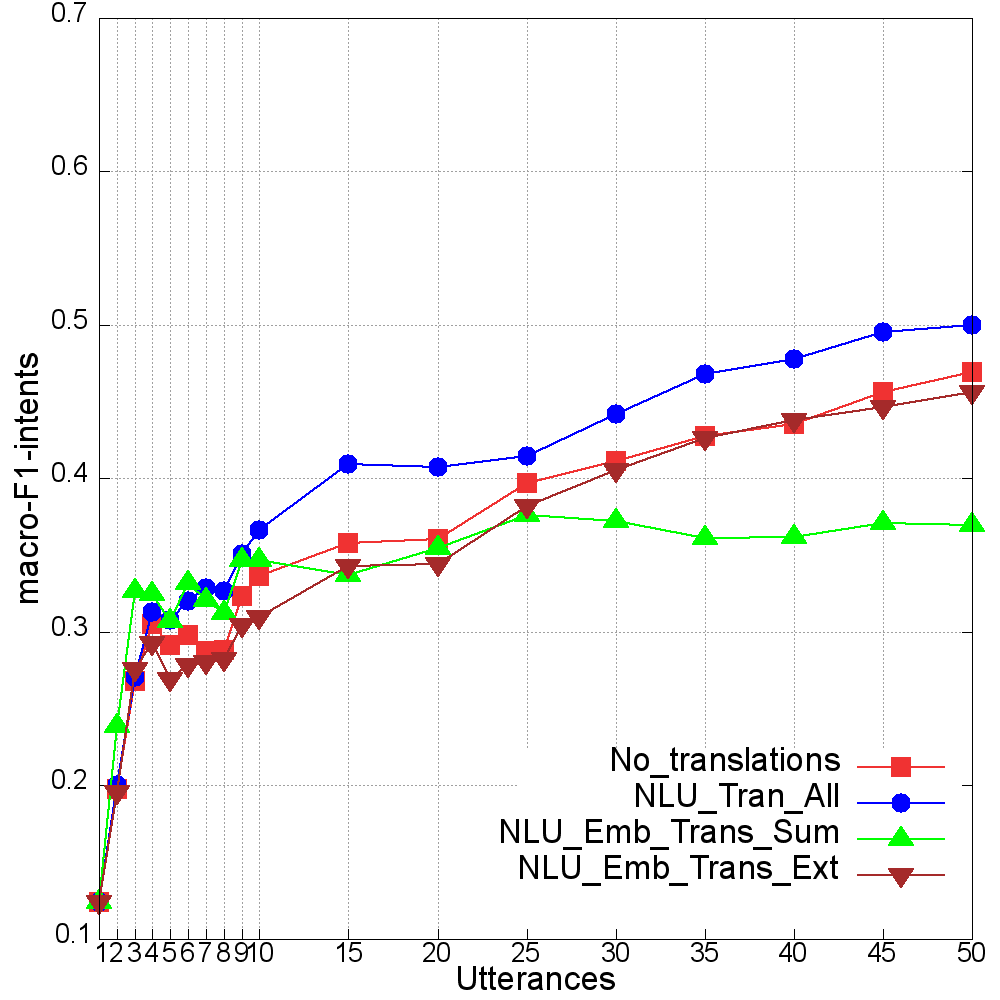 0.7
0.6
0.5
0.4
0.3
0.2
0.1
macro-F1-intents
No_translations
NLU_Tran_All
NLU_Emb_Trans_Sum
NLU_Emb_Trans_Ext
1 2 3 4 5 6 7 8 9 10 15 20 25 30 35 40 45 50
Utterances